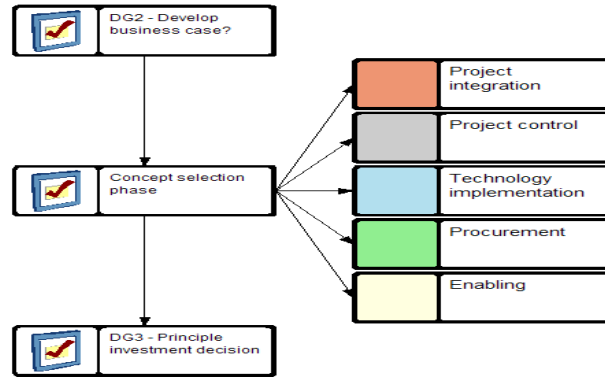 DG2 - Develop
business case?
Project
integration
Project control
Concept selection
phase
Technology
implementation
Procurement
Enabling
DG3 - Principle
investment decision